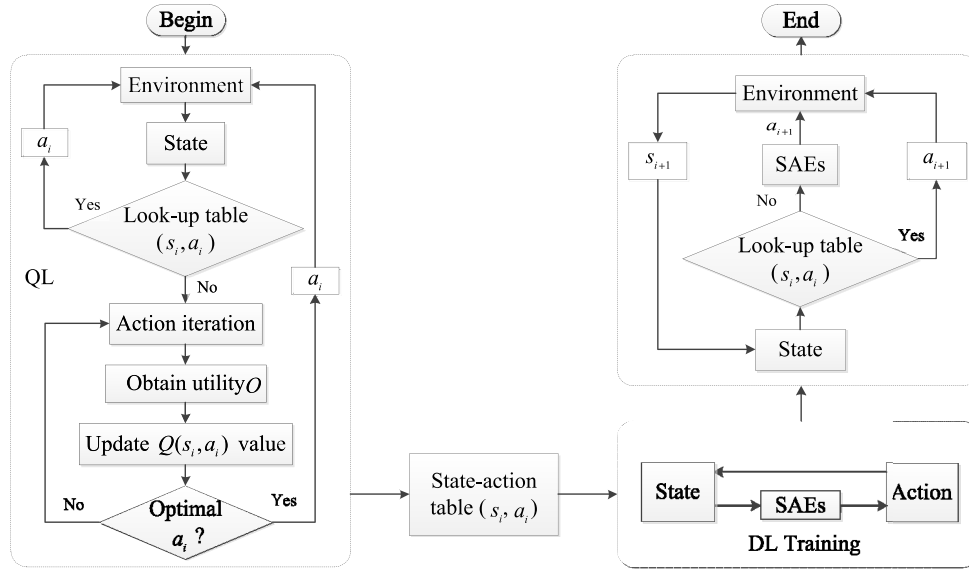 Begin
Environment
a_i
State
Yes
Look-up table
(s_i, a_i)
QL
No
a_i
Action iteration
Obtain utility O
Update Q(s_i, a_i) value
No
Optimal
a_i ?
Yes
State-action
table (s_i, a_i)
End
Environment
a_{i+1}
s_{i+1}
SAEs
a_{i+1}
No
Look-up table
(s_i, a_i)
Yes
State
State
SAEs
Action
DL Training